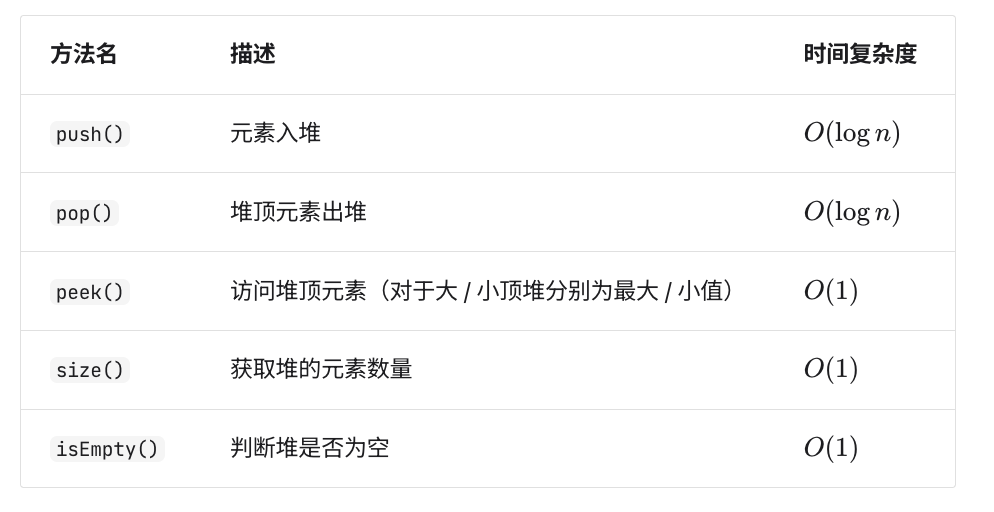 方法名 描述 时间复杂度
push() 元素入堆 O(log n)
pop() 堆顶元素出堆 O(log n)
peek() 访问堆顶元素（对于大 / 小顶堆分别为最大 / 小值） O(1)
size() 获取堆的元素数量 O(1)
isEmpty() 判断堆是否为空 O(1)